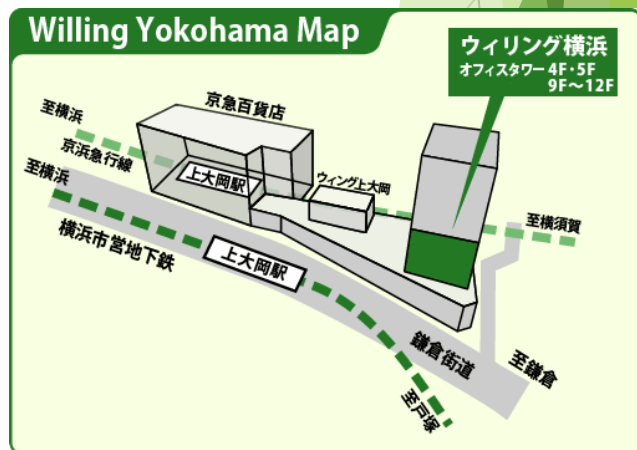 Willing Yokohama Map
ウィリング横浜
オフィスタワー 4F・5F
9F～12F
京急百貨店
至横浜
京浜急行線
上大岡駅
ウィング上大岡
至横須賀
至横浜
横浜市営地下鉄
上大岡駅
鎌倉街道
至鎌倉
至戸塚